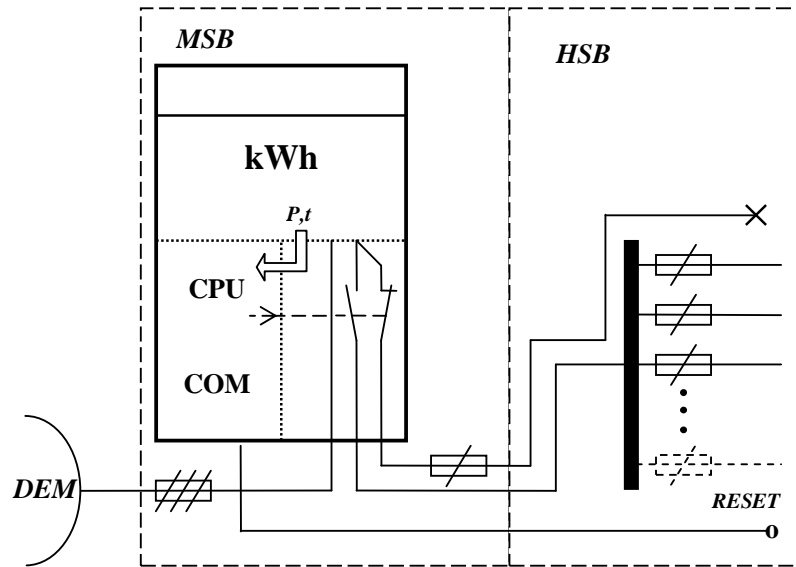 MSB
HSB
kWh
P,t
CPU
COM
DEM
RESET